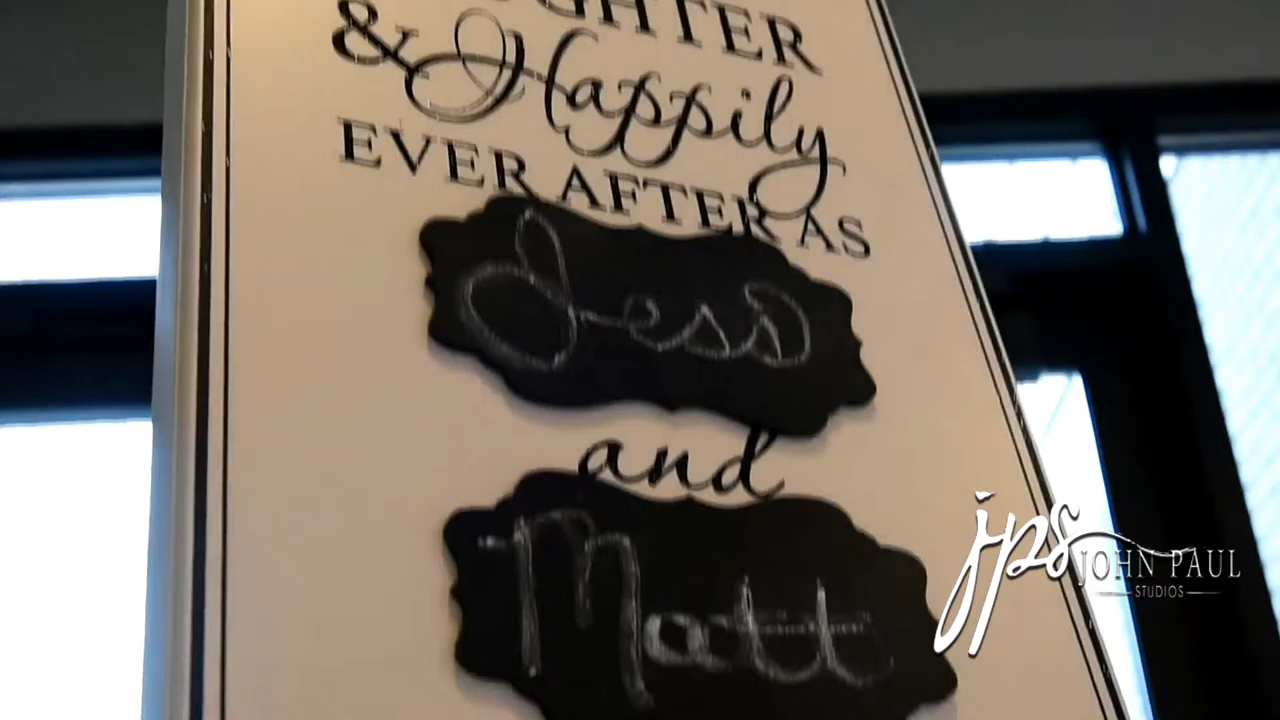 GHTER
& Happily
EVER AFTER AS
Jess
and
Matt
jps JOHN PAUL
STUDIOS